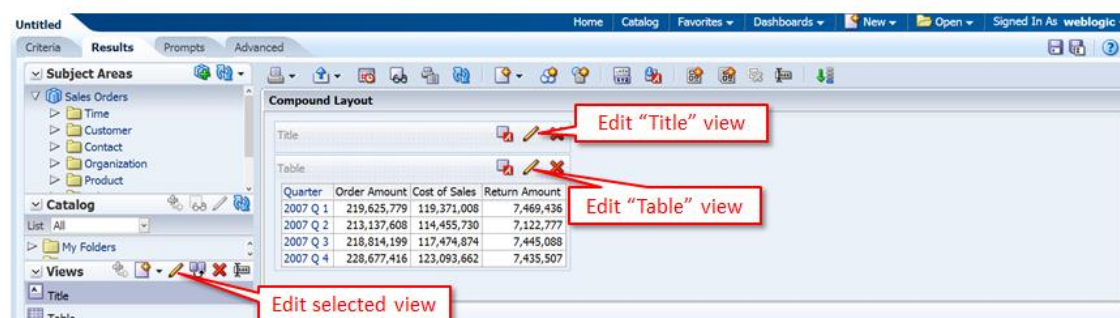 Untitled
Home Catalog Favorites Dashboards New Open Signed In As weblogic
Criteria Results Prompts Advanced
Subject Areas
Sales Orders
Time
Customer
Contact
Organization
Product
Catalog
List All
My Folders
Views
Title
Table
Compound Layout
Title
Edit “Title” view
Table
Quarter Order Amount Cost of Sales Return Amount
2007 Q 1 219,625,779 119,371,008 7,469,436
2007 Q 2 213,137,608 114,455,730 7,122,777
2007 Q 3 218,814,199 117,474,874 7,445,088
2007 Q 4 228,677,416 123,093,662 7,435,507
Edit “Table” view
Edit selected view